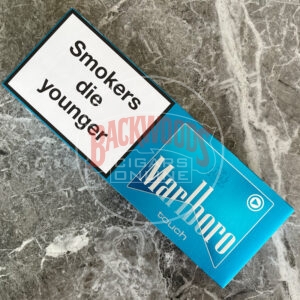 Smokers
die
younger
BACKWOODS
CIGARS
ONLINE
Marlboro
touch